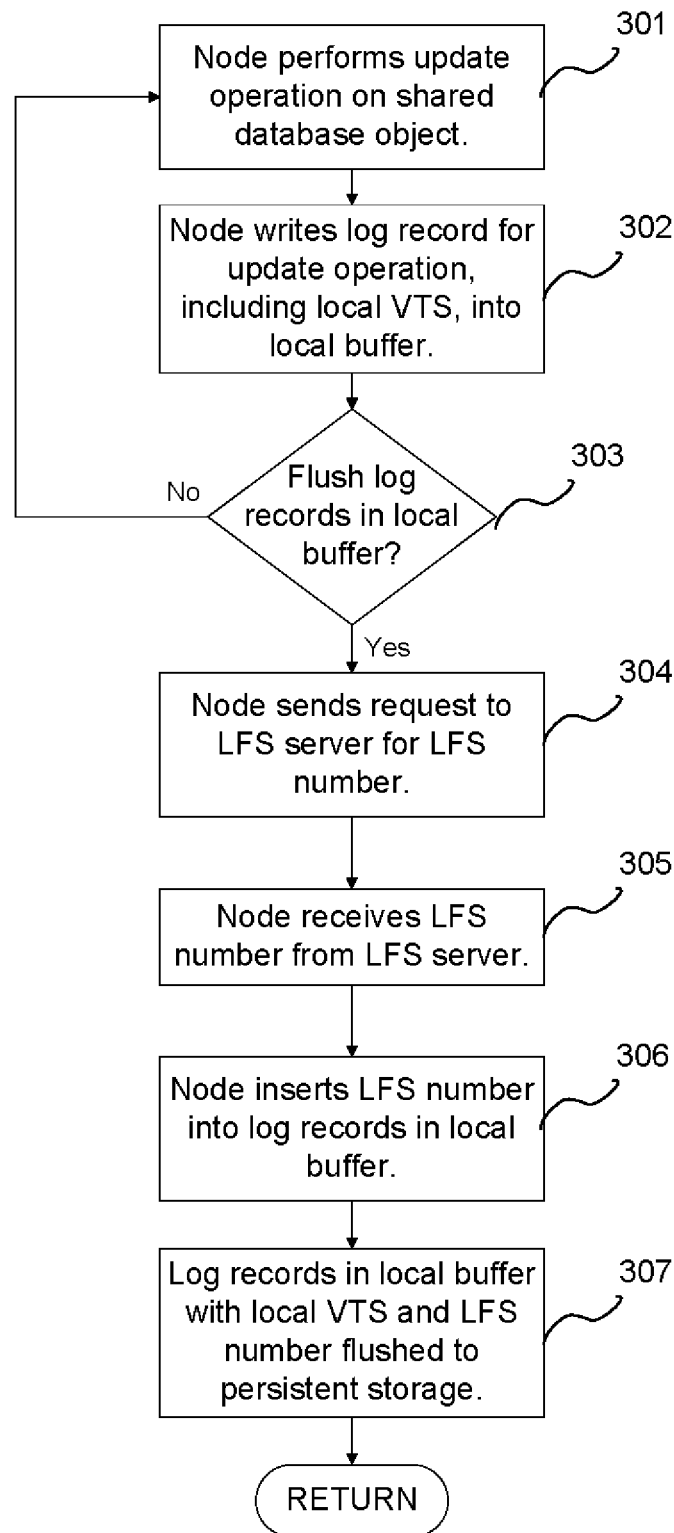 301
Node performs update
operation on shared
database object.
302
Node writes log record for
update operation,
including local VTS, into
local buffer.
303
Flush log
records in local
buffer?
No
Yes
304
Node sends request to
LFS server for LFS
number.
305
Node receives LFS
number from LFS server.
306
Node inserts LFS number
into log records in local
buffer.
307
Log records in local buffer
with local VTS and LFS
number flushed to
persistent storage.
RETURN